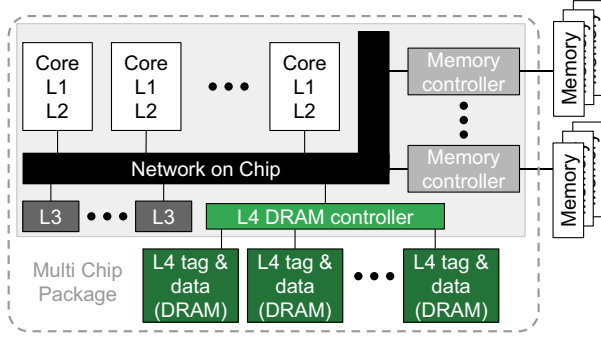 Core
L1
L2
Core
L1
L2
Core
L1
L2
Memory
controller
Memory
Network on Chip
Memory
controller
Memory
L3
L3
L4 DRAM controller
Multi Chip
Package
L4 tag &
data
(DRAM)
L4 tag &
data
(DRAM)
L4 tag &
data
(DRAM)